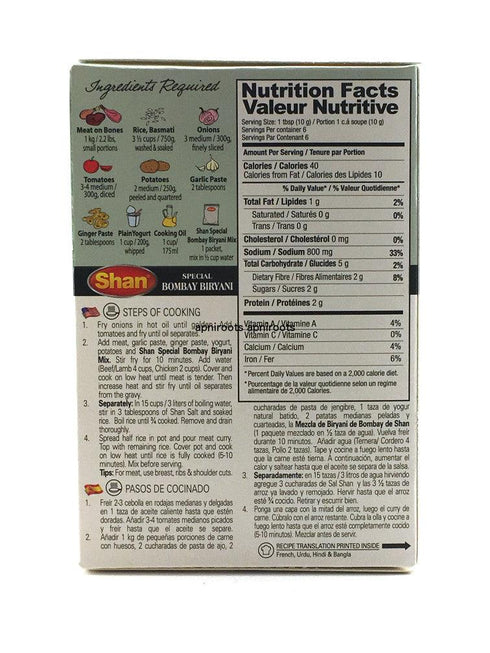 Ingredients Required
Meat on Bones
1 kg / 2.2 lbs,
small portions
Rice, Basmati
3 ½ cups / 750g,
washed & soaked
Onions
3 medium / 300g,
finely sliced
Tomatoes
3-4 medium /
300g, diced
Potatoes
2 medium / 250g,
peeled and quartered
Garlic Paste
2 tablespoons
Ginger Paste
2 tablespoons
Plain Yogurt
1 cup / 200g,
whipped
Cooking Oil
1 cup/
175ml
Shan Special
Bombay Biryani Mix
1 packet,
mix in ½ cup water
Shan
SPECIAL
BOMBAY BIRYANI
STEPS OF COOKING
1. Fry onions in hot oil until golden. Add
tomatoes and fry until oil separates.
2. Add meat, garlic paste, ginger paste, yogurt,
potatoes and Shan Special Bombay Biryani
Mix. Stir fry for 10 minutes. Add water
(Beef/Lamb 4 cups, Chicken 2 cups). Cover and
cook on low heat until meat is tender. Then
increase heat and stir fry until oil separates
from the gravy.
3. Separately: In 15 cups / 3 liters of boiling water,
stir in 3 tablespoons of Shan Salt and soaked
rice. Boil rice until ¾ cooked. Remove and drain
thoroughly.
4. Spread half rice in pot and pour meat curry.
Top with remaining rice. Cover pot and cook
on low heat until rice is fully cooked (5-10
minutes). Mix before serving.
Tips: For meat, use breast, ribs & shoulder cuts.
PASOS DE COCINADO
1. Freír 2-3 cebolla en rodajas medianas y delgadas
en 1 taza de aceite caliente hasta que estén
doradas. Añadir 3-4 tomates medianos picados
y freír hasta que el aceite se separe.
2. Añadir 1 kg de pequeñas porciones de carne
con huesos, 2 cucharadas de pasta de ajo, 2
Nutrition Facts
Valeur Nutritive
Serving Size: 1 tbsp (10 g) / Portion 1 c.à soupe (10 g)
Servings Per container 6
Servings Par Contenant 6
Amount Per Serving / Tenure par Portion
Calories / Calories 40
Calories from Fat / Calories des Lipides 10
% Daily Value* / % Valeur Quotidienne*
Total Fat / Lipides 1 g 2%
Saturated / Saturés 0 g 0%
Trans / Trans 0 g
Cholesterol / Cholestérol 0 mg 0%
Sodium / Sodium 800 mg 33%
Total Carbohydrate / Glucides 5 g 2%
Dietary Fibre / Fibres Alimentaires 2 g 8%
Sugars / Sucres 2 g
Protein / Protéines 2 g
Vitamin A / Vitamine A 4%
Vitamin C / Vitamine C 0%
Calcium / Calcium 4%
Iron / Fer 6%
*Percent Daily Values are based on a 2,000 calorie diet.
*Pourcentage de la valeur quotidienne selon un regime
alimentaire de 2,000 Calories.
cucharadas de pasta de jengibre, 1 taza de yogur
natural batido, 2 patatas medianas peladas y
cuarteadas, la Mezcla de Biryani de Bombay de Shan
(1 paquete mezclado en ½ taza de agua). Vuelva freír
durante 10 minutos. Añadir agua (Ternera/ Cordero 4
tazas, Pollo 2 tazas). Tape y cocine a fuego lento hasta
que la carne esté tierna. A continuación, aumentar el
calor y saltear hasta que el aceite se separa de la salsa.
3. Separadamente: en 15 tazas / 3 litros de agua hirviendo
agregue 3 cucharadas de Sal Shan y las 3 ½ tazas de
arroz ya lavado y remojado. Hervir hasta que el arroz
esté ¾ cocido. Retirar y escurrir bien.
4. Ponga una capa con la mitad del arroz, luego el curry de
carne. Cúbralo con el arroz restante. Cubra la olla y cocine a
fuego lento hasta que el arroz esté completamente cocido
(5-10 minutos). Mezclar antes de servir.
RECIPE TRANSLATION PRINTED INSIDE
French, Urdu, Hindi & Bangla
aphiroots aphiroots